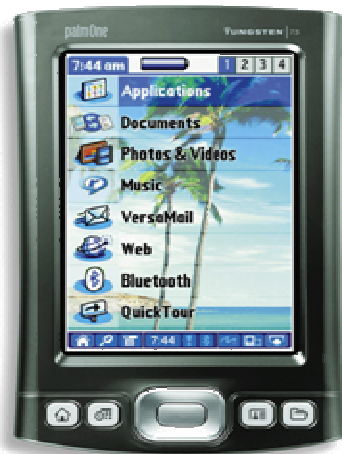 palmOne TUNGSTEN | T5
7:44 am 1 2 3 4
Applications
Documents
Photos & Videos
Music
VersaMail
Web
Bluetooth
QuickTour
7:44